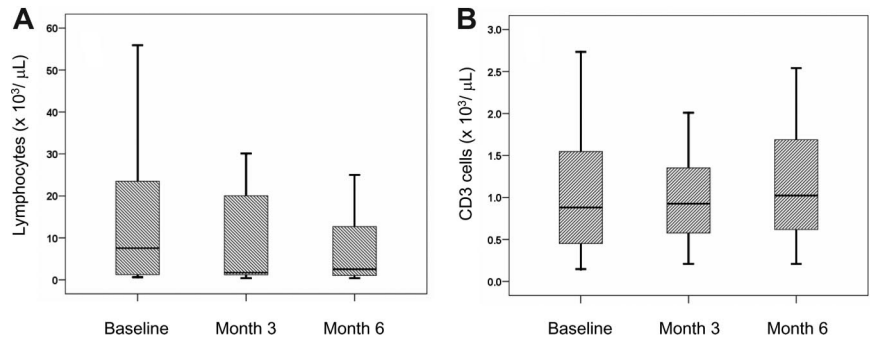 A
Lymphocytes (x 10³/ μL)
60
50
40
30
20
10
0
Baseline
Month 3
Month 6
B
CD3 cells (x 10³/ μL)
3.0
2.5
2.0
1.5
1.0
0.5
0.0
Baseline
Month 3
Month 6